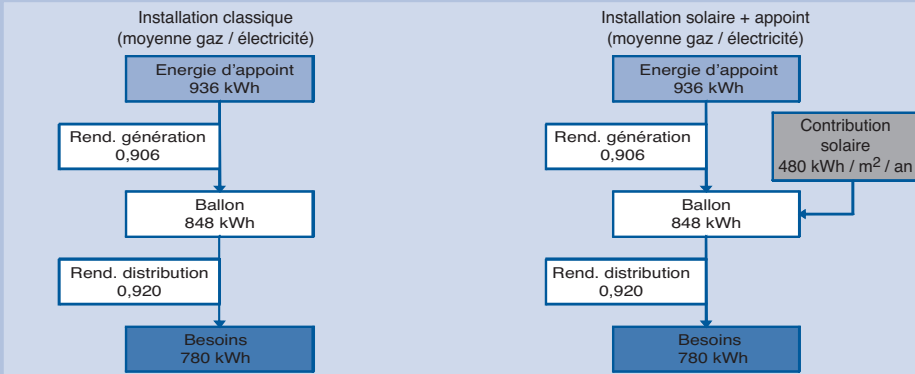 Installation classique
(moyenne gaz / électricité)
Energie d'appoint
936 kWh
Rend. génération
0,906
Ballon
848 kWh
Rend. distribution
0,920
Besoins
780 kWh
Installation solaire + appoint
(moyenne gaz / électricité)
Energie d'appoint
936 kWh
Rend. génération
0,906
Contribution
solaire
480 kWh / m² / an
Ballon
848 kWh
Rend. distribution
0,920
Besoins
780 kWh